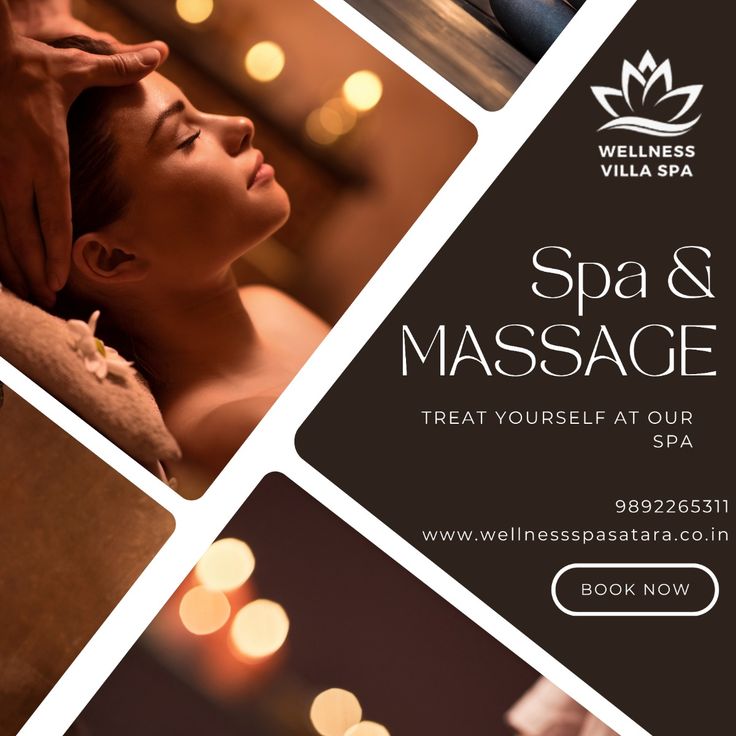 WELLNESS
VILLA SPA
Spa &
MASSAGE
TREAT YOURSELF AT OUR
SPA
9892265311
www.wellnessspasatara.co.in
BOOK NOW